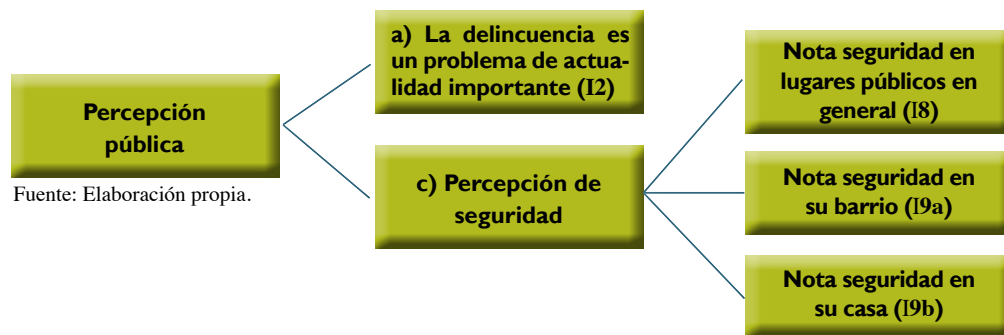 Percepción
pública
Fuente: Elaboración propia.
a) La delincuencia es
un problema de actua-
lidad importante (I2)
c) Percepción de
seguridad
Nota seguridad en
lugares públicos en
general (I8)
Nota seguridad en
su barrio (I9a)
Nota seguridad en
su casa (I9b)